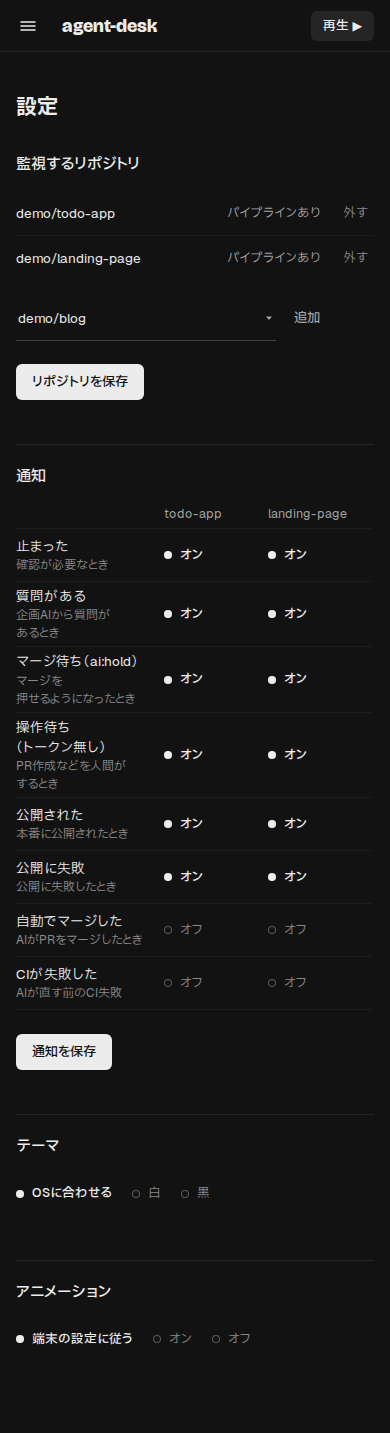 agent-desk
再生 ▶
設定
監視するリポジトリ
demo/todo-app パイプラインあり 外す
demo/landing-page パイプラインあり 外す
demo/blog 追加
リポジトリを保存
通知
todo-app landing-page
止まった
確認が必要なとき
オン オン
質問がある
企画AIから質問が
あるとき
オン オン
マージ待ち（ai:hold）
マージを
押せるようになったとき
オン オン
操作待ち
（トークン無し）
PR作成などを人間が
するとき
オン オン
公開された
本番に公開されたとき
オン オン
公開に失敗
公開に失敗したとき
オン オン
自動でマージした
AIがPRをマージしたとき
オフ オフ
CIが失敗した
AIが直す前のCI失敗
オフ オフ
通知を保存
テーマ
OSに合わせる 白 黒
アニメーション
端末の設定に従う オン オフ